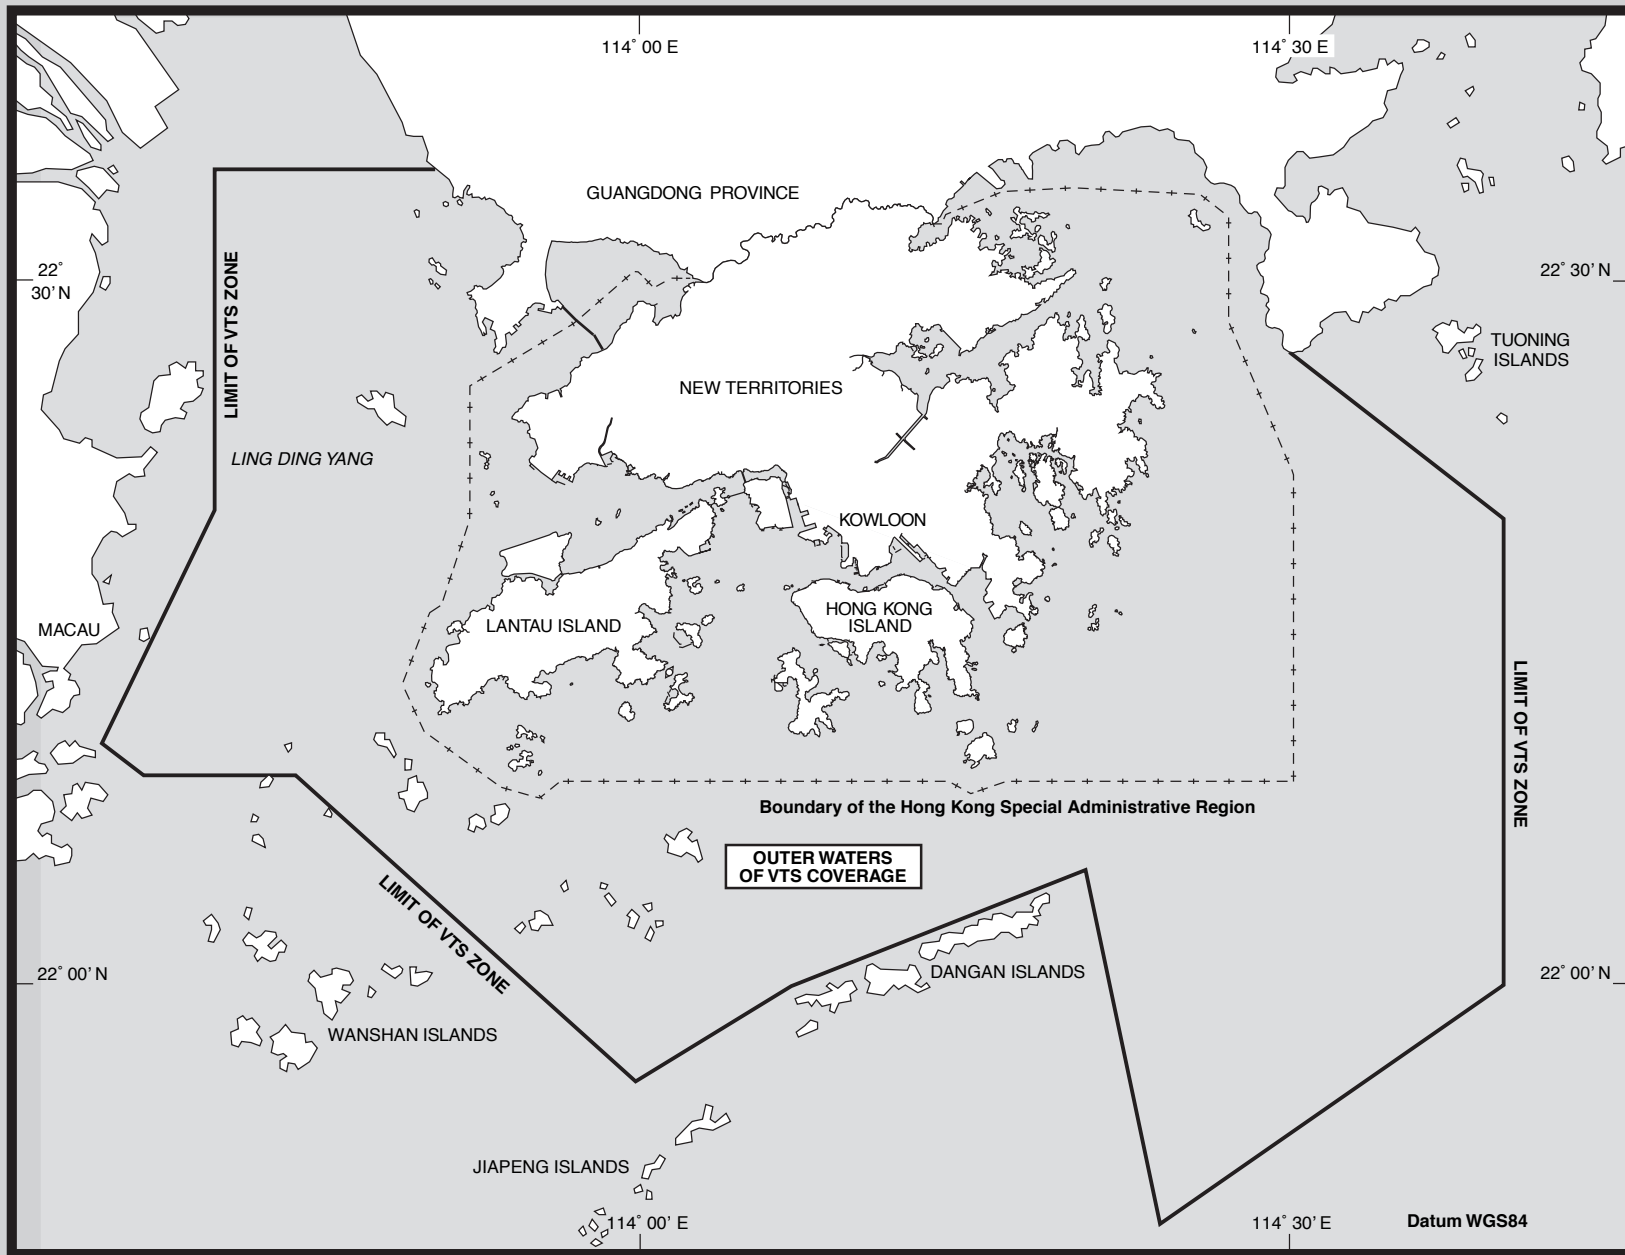 114° 00 E
114° 30 E
GUANGDONG PROVINCE
22°
30' N
22° 30' N
LIMIT OF VTS ZONE
TUONING
ISLANDS
NEW TERRITORIES
LING DING YANG
KOWLOON
HONG KONG
ISLAND
LANTAU ISLAND
MACAU
LIMIT OF VTS ZONE
Boundary of the Hong Kong Special Administrative Region
OUTER WATERS
OF VTS COVERAGE
LIMIT OF VTS ZONE
22° 00' N
DANGAN ISLANDS
22° 00' N
WANSHAN ISLANDS
JIAPENG ISLANDS
114° 00' E
114° 30' E
Datum WGS84